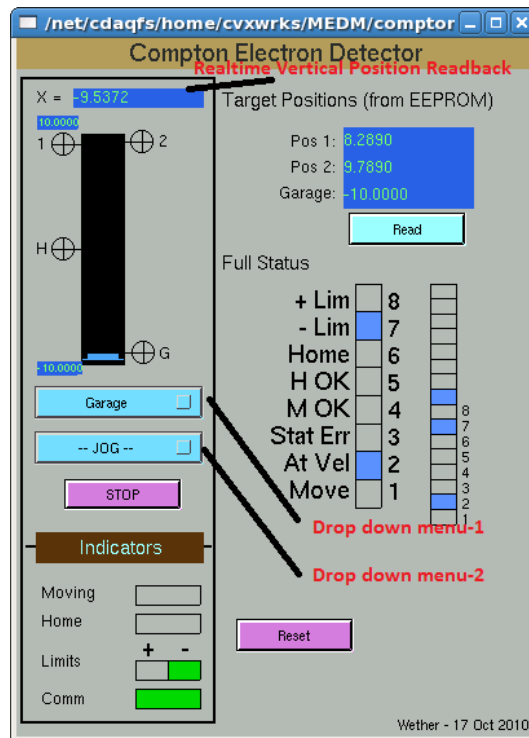 /net/cdaqfs/home/cvxwrks/MEDM/comptor
Compton Electron Detector
Realtime Vertical Position Readback
X = -9.5372
Target Positions (from EEPROM)
10.0000
1
2
Pos 1: 8.2890
Pos 2: 9.7890
Garage: -10.0000
Read
H
Full Status
+ Lim 8
- Lim 7
Home 6
H OK 5
M OK 4
Stat Err 3
At Vel 2
Move 1
8
7
6
5
4
3
2
1
G
-10.0000
Garage
-- JOG --
STOP
Drop down menu-1
Drop down menu-2
Indicators
Moving
Home
+ -
Limits
Comm
Reset
Wether - 17 Oct 2010